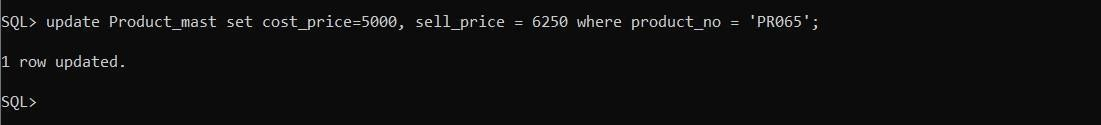 SQL> update Product_mast set cost_price=5000, sell_price = 6250 where product_no = 'PR065';
1 row updated.
SQL>